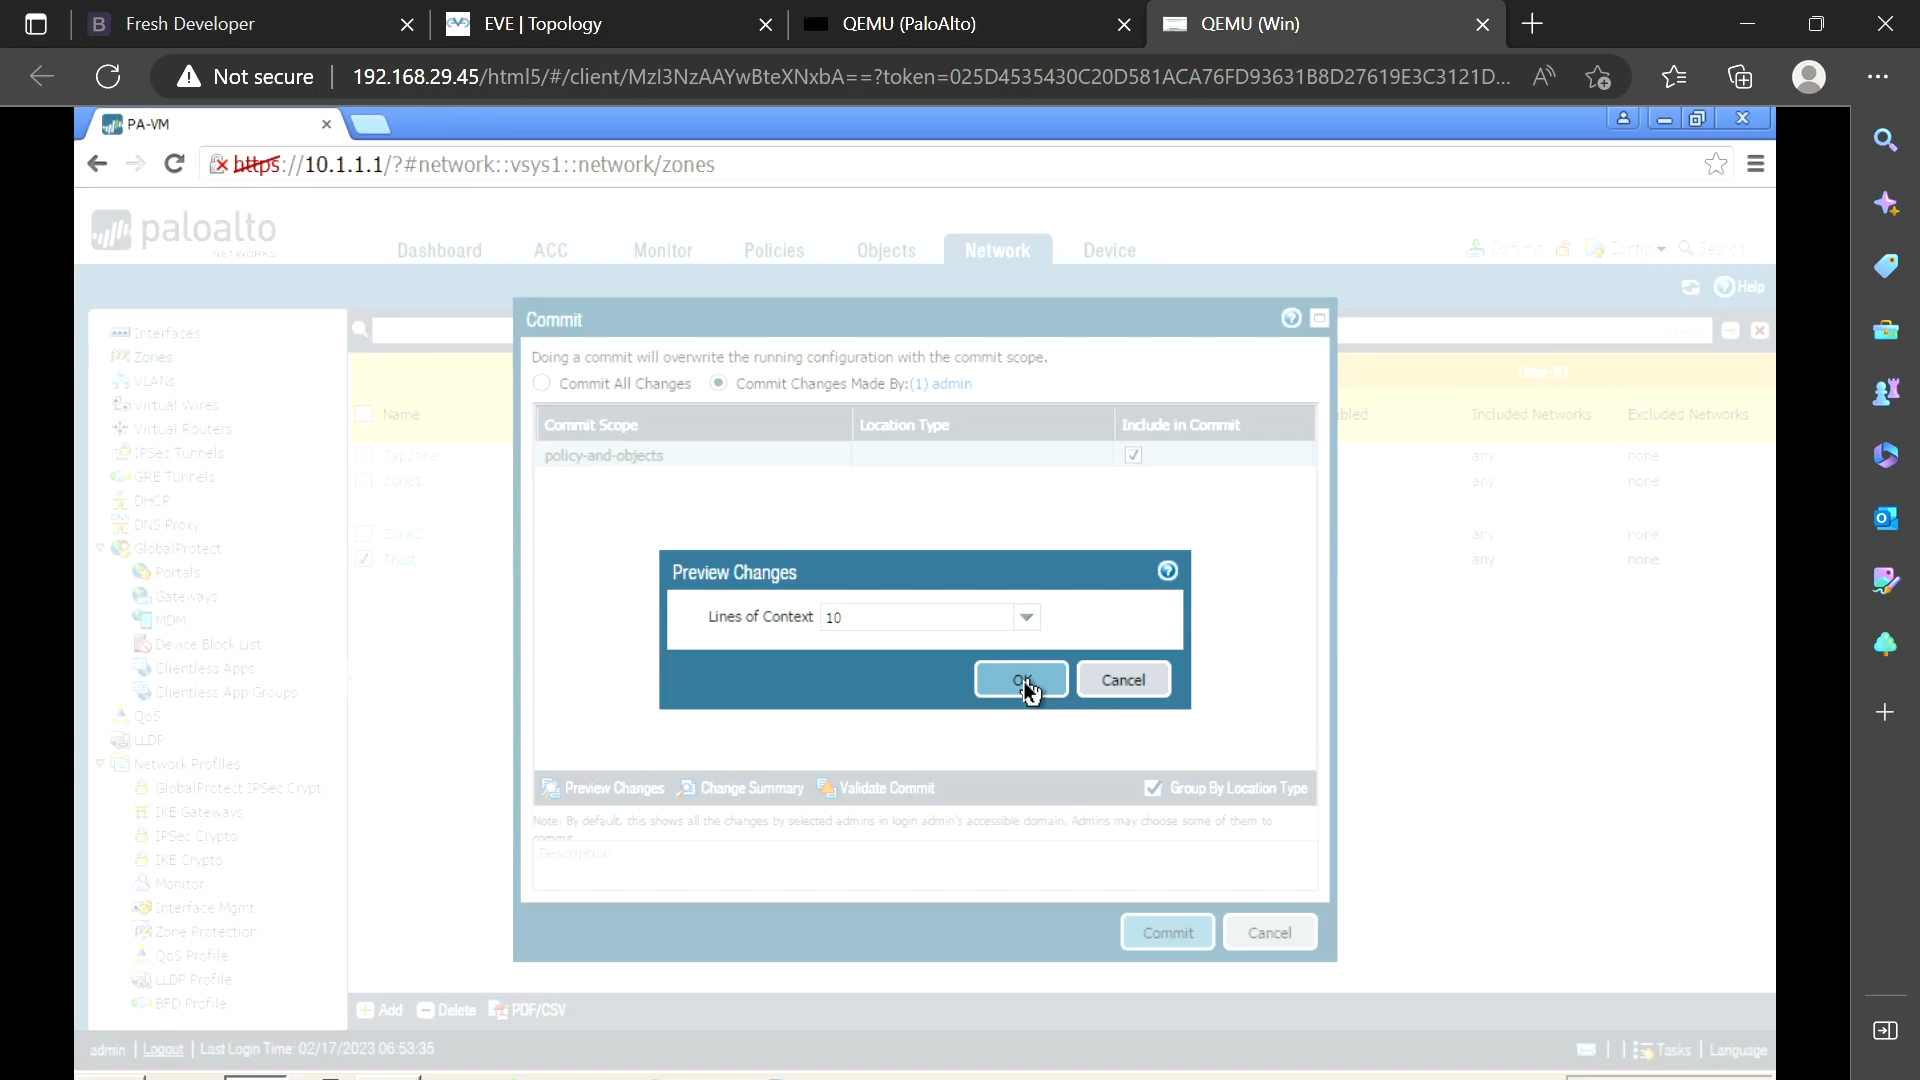 Fresh Developer
EVE | Topology
QEMU (PaloAlto)
QEMU (Win)
Not secure
192.168.29.45/html5/#/client/MzI3NzAAYwBteXNxbA==?token=025D4535430C20D581ACA76FD93631B8D27619E3C3121D...
PA-VM
https://10.1.1.1/?#network::vsys1::network/zones
paloalto
NETWORKS
Dashboard
ACC
Monitor
Policies
Objects
Network
Device
Commit
Config
Search
Help
Interfaces
Zones
VLANs
Virtual Wires
Virtual Routers
IPSec Tunnels
GRE Tunnels
DHCP
DNS Proxy
GlobalProtect
Portals
Gateways
MDM
Device Block List
Clientless Apps
Clientless App Groups
QoS
LLDP
Network Profiles
GlobalProtect IPSec Crypt
IKE Gateways
IPSec Crypto
IKE Crypto
Monitor
Interface Mgmt
Zone Protection
QoS Profile
LLDP Profile
BFD Profile
User-ID
Name
Included Networks
Excluded Networks
TapZone
any
none
Zone1
any
none
Zone2
any
none
Trust
any
none
Commit
Doing a commit will overwrite the running configuration with the commit scope.
Commit All Changes
Commit Changes Made By:(1) admin
Commit Scope
Location Type
Include in Commit
policy-and-objects
Preview Changes
Lines of Context
10
OK
Cancel
Preview Changes
Change Summary
Validate Commit
Group By Location Type
Note: By default, this shows all the changes by selected admins in login admin's accessible domain. Admins may choose some of them to
commit
Description
Commit
Cancel
Add
Delete
PDF/CSV
admin | Logout | Last Login Time: 02/17/2023 06:53:35
Tasks | Language